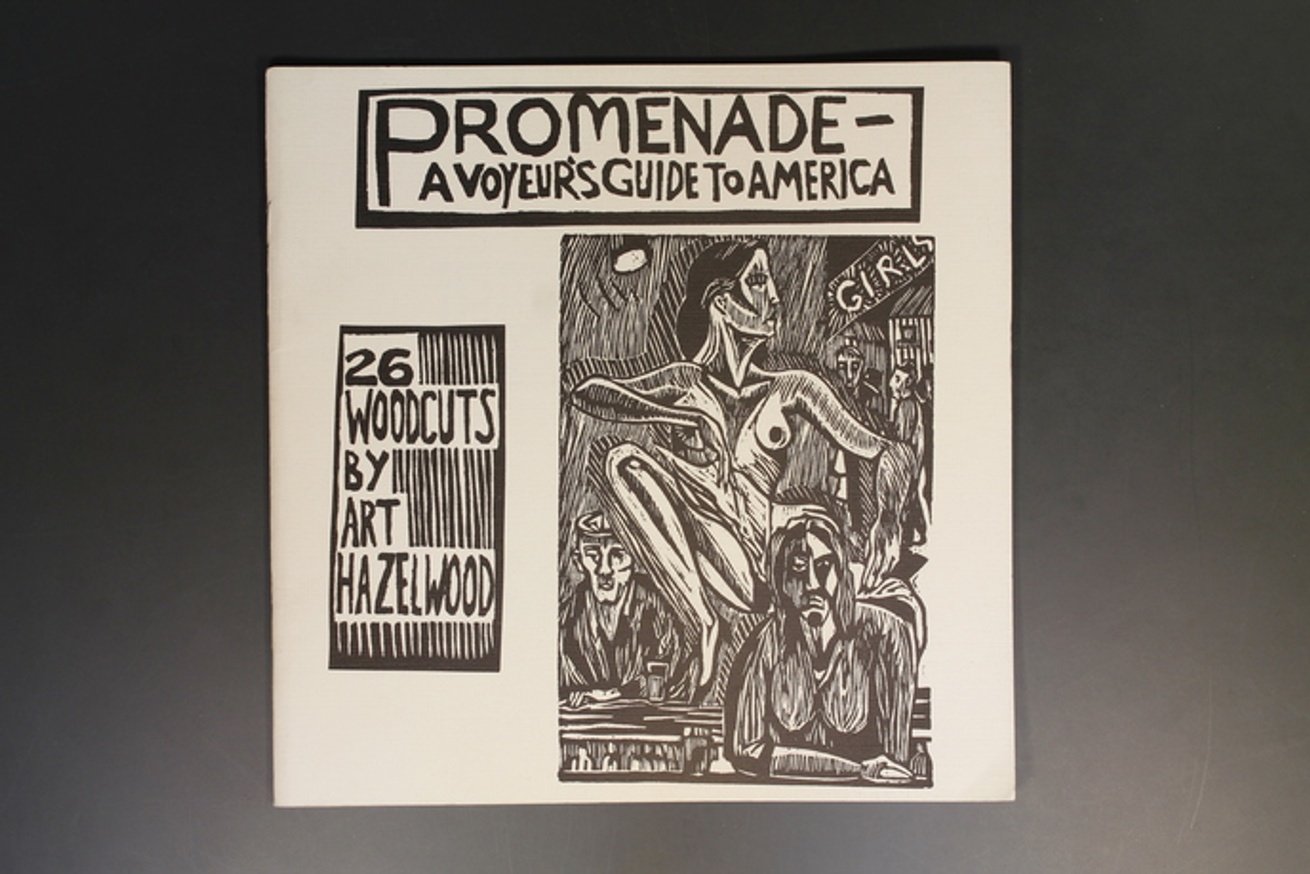 PROMENADE-
A VOYEUR'S GUIDE TO AMERICA
26
WOODCUTS
BY
ART
HAZELWOOD
GIRLS